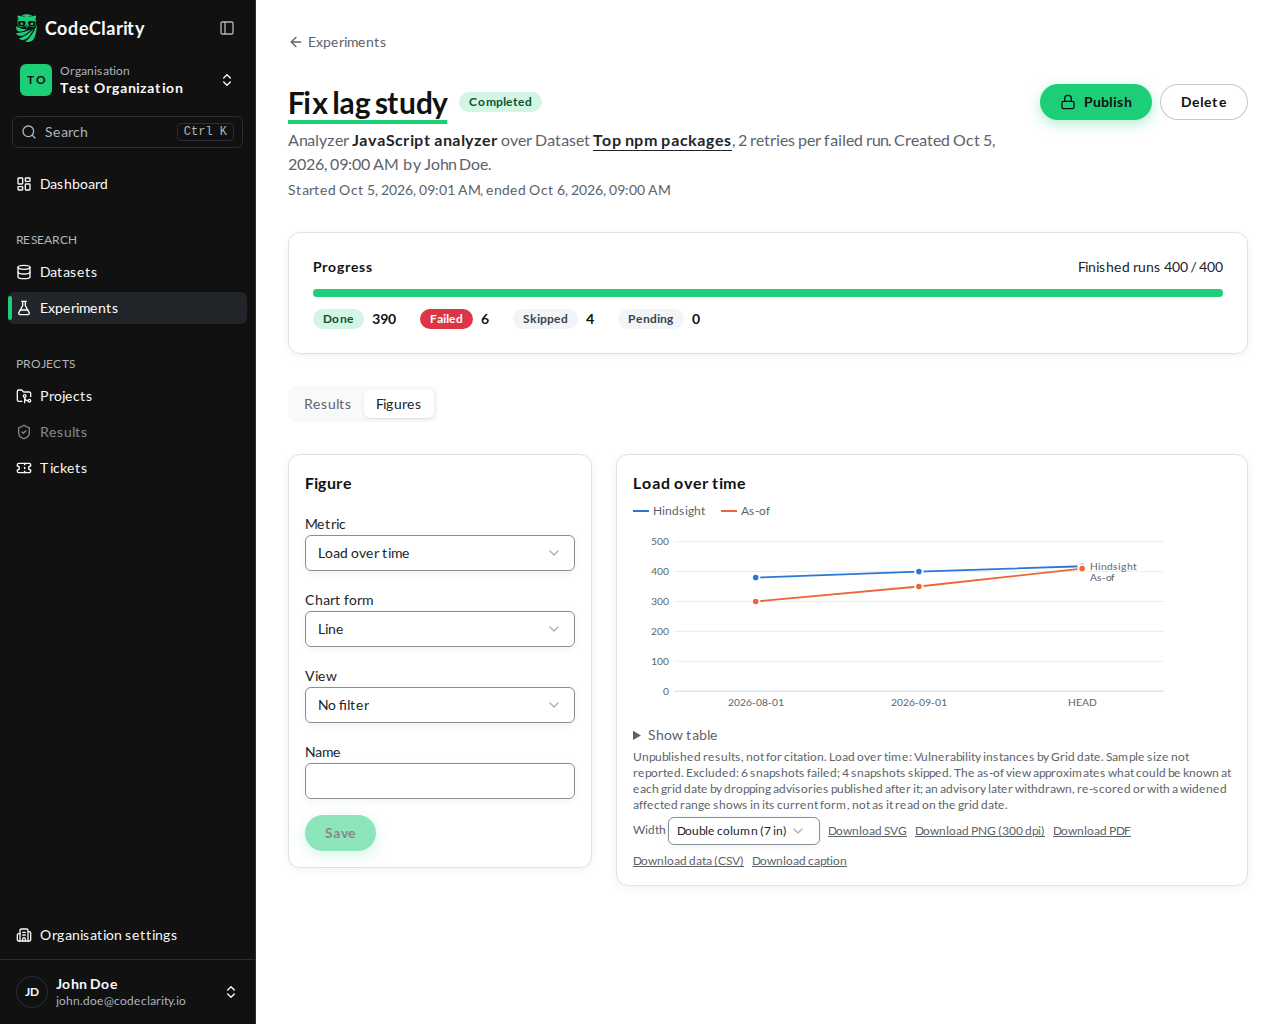 CodeClarity
TO
Organisation
Test Organization
Search
Ctrl K
Dashboard
RESEARCH
Datasets
Experiments
PROJECTS
Projects
Results
Tickets
Organisation settings
JD
John Doe
john.doe@codeclarity.io
Experiments
Fix lag study
Completed
Publish
Delete
Analyzer JavaScript analyzer over Dataset Top npm packages, 2 retries per failed run. Created Oct 5,
2026, 09:00 AM by John Doe.
Started Oct 5, 2026, 09:01 AM, ended Oct 6, 2026, 09:00 AM
Progress
Finished runs 400 / 400
Done 390 Failed 6 Skipped 4 Pending 0
Results Figures
Figure
Metric
Load over time
Chart form
Line
View
No filter
Name
Save
Load over time
Hindsight As-of
500
400
300
200
100
0
Hindsight
As-of
2026-08-01 2026-09-01 HEAD
Show table
Unpublished results, not for citation. Load over time: Vulnerability instances by Grid date. Sample size not
reported. Excluded: 6 snapshots failed; 4 snapshots skipped. The as-of view approximates what could be known at
each grid date by dropping advisories published after it; an advisory later withdrawn, re-scored or with a widened
affected range shows in its current form, not as it read on the grid date.
Width Double column (7 in) Download SVG Download PNG (300 dpi) Download PDF
Download data (CSV) Download caption